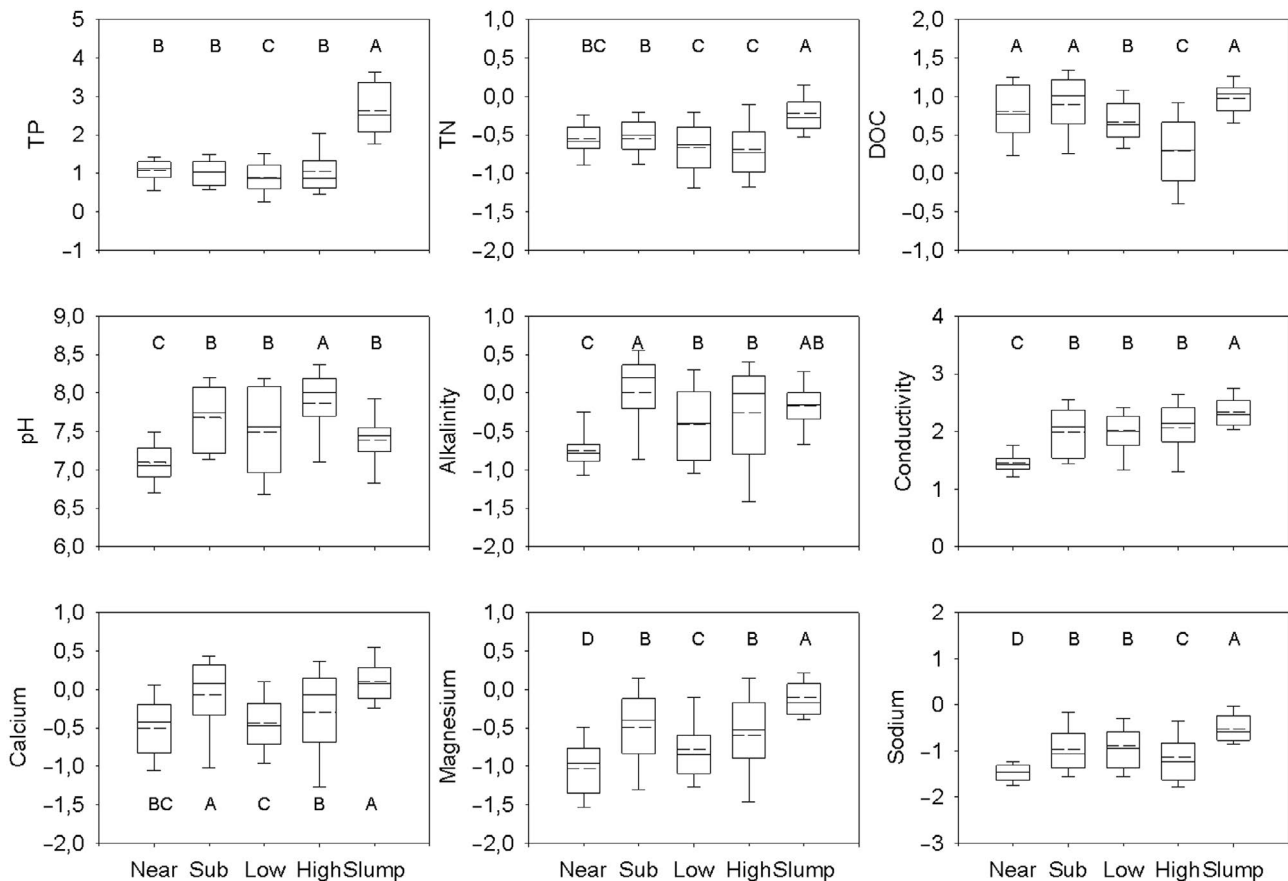 TP
5
4
3
2
1
0
−1
B B C B A
TN
1,0
0,5
0,0
−0,5
−1,0
−1,5
−2,0
BC B C C A
DOC
2,0
1,5
1,0
0,5
0,0
−0,5
−1,0
A A B C A
pH
9,0
8,5
8,0
7,5
7,0
6,5
6,0
C B B A B
Alkalinity
1,0
0,5
0,0
−0,5
−1,0
−1,5
−2,0
C A B B AB
Conductivity
4
3
2
1
0
C B B B A
Calcium
1,0
0,5
0,0
−0,5
−1,0
−1,5
−2,0
BC A C B A
Near Sub Low High Slump
Magnesium
1,0
0,5
0,0
−0,5
−1,0
−1,5
−2,0
D B C B A
Near Sub Low High Slump
Sodium
2
1
0
−1
−2
−3
D B B C A
Near Sub Low High Slump